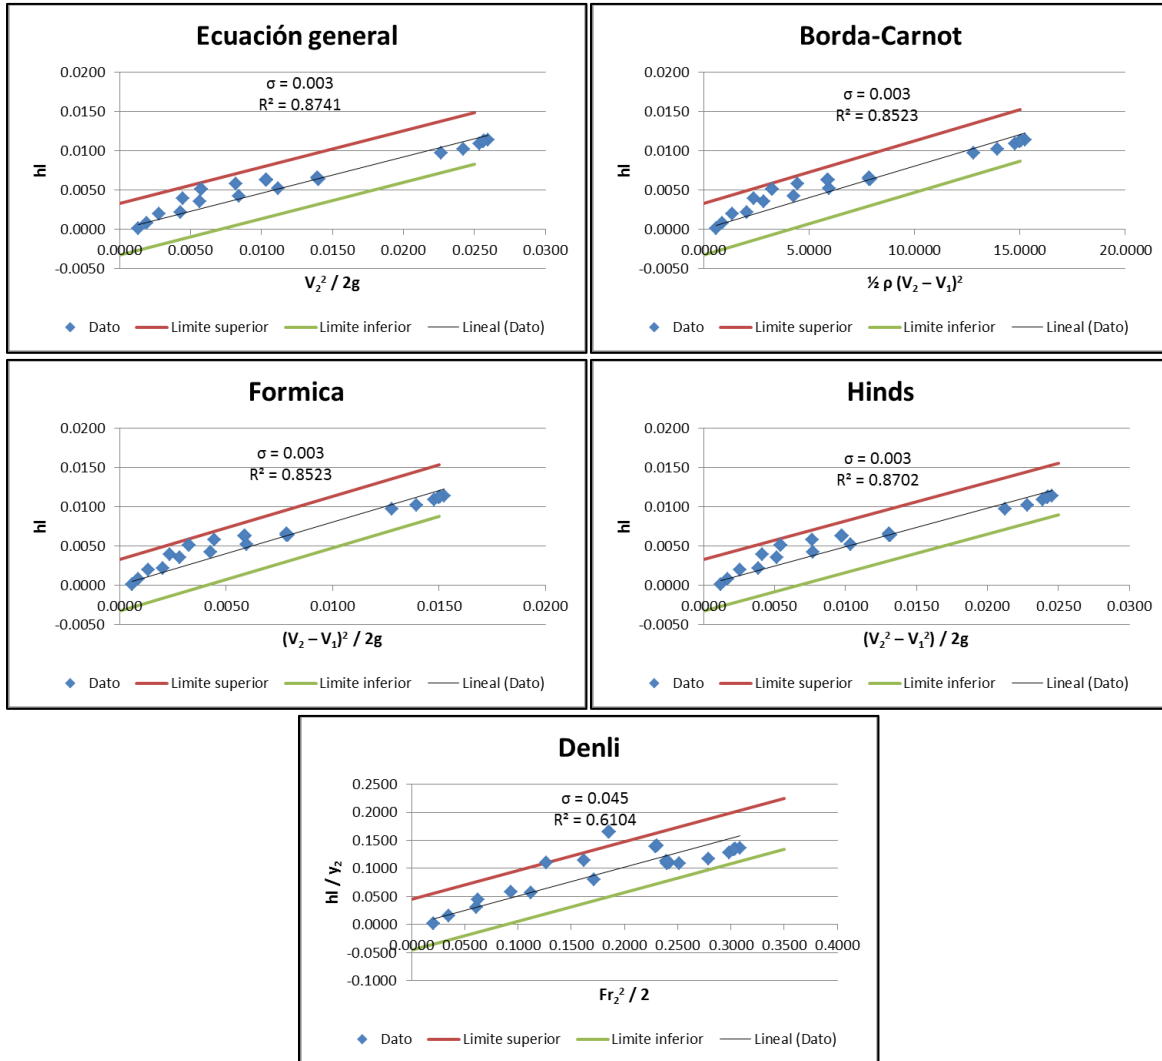 Ecuación general
σ = 0.003
R² = 0.8741
0.0200
0.0150
0.0100
0.0050
0.0000
-0.0050
hl
0.0000 0.0050 0.0100 0.0150 0.0200 0.0250 0.0300
V₂² / 2g
Dato Limite superior Limite inferior Lineal (Dato)
Borda-Carnot
σ = 0.003
R² = 0.8523
0.0200
0.0150
0.0100
0.0050
0.0000
-0.0050
hl
0.0000 5.0000 10.0000 15.0000 20.0000
½ ρ (V₂ – V₁)²
Dato Limite superior Limite inferior Lineal (Dato)
Formica
σ = 0.003
R² = 0.8523
0.0200
0.0150
0.0100
0.0050
0.0000
-0.0050
hl
0.0000 0.0050 0.0100 0.0150 0.0200
(V₂ – V₁)² / 2g
Dato Limite superior Limite inferior Lineal (Dato)
Hinds
σ = 0.003
R² = 0.8702
0.0200
0.0150
0.0100
0.0050
0.0000
-0.0050
hl
0.0000 0.0050 0.0100 0.0150 0.0200 0.0250 0.0300
(V₂² – V₁²) / 2g
Dato Limite superior Limite inferior Lineal (Dato)
Denli
σ = 0.045
R² = 0.6104
0.2500
0.2000
0.1500
0.1000
0.0500
0.0000
-0.0500
-0.1000
hl / y₂
0.0000 0.0500 0.1000 0.1500 0.2000 0.2500 0.3000 0.3500 0.4000
Fr₂² / 2
Dato Limite superior Limite inferior Lineal (Dato)